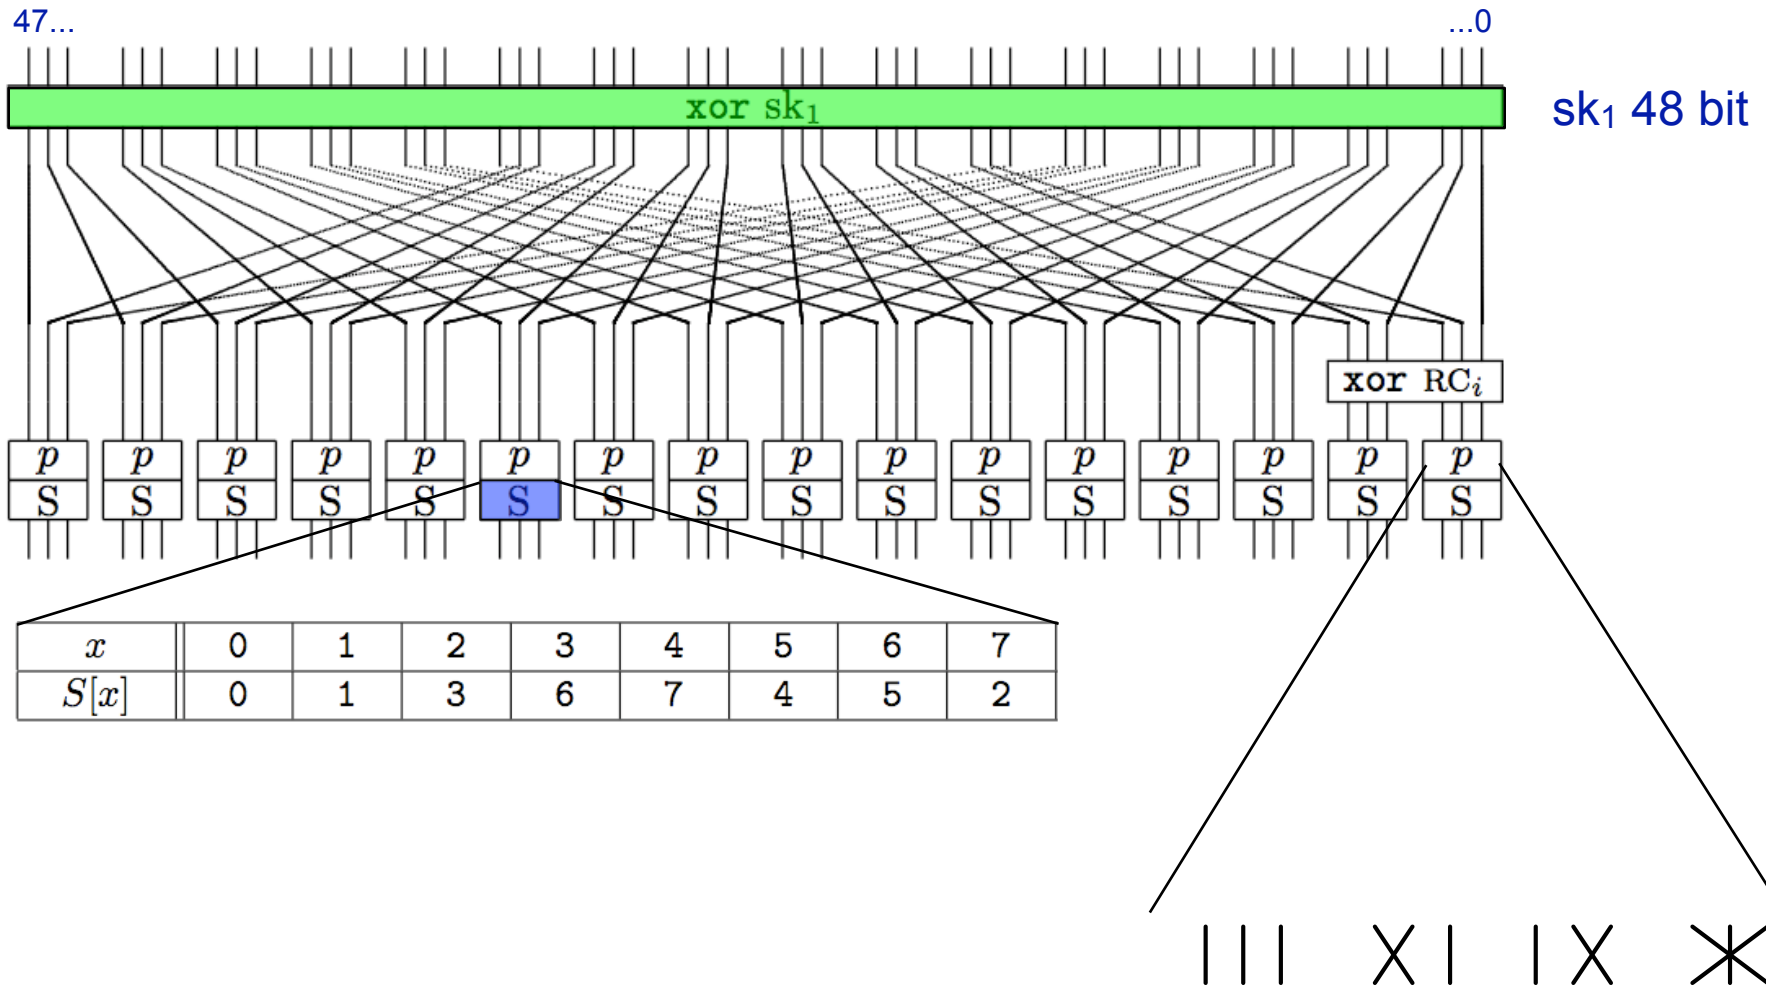 47... ...0
xor sk₁ sk₁ 48 bit
xor RCᵢ
p p p p p p p p p p p p p p p p
S S S S S S S S S S S S S S S S
x 0 1 2 3 4 5 6 7
S[x] 0 1 3 6 7 4 5 2